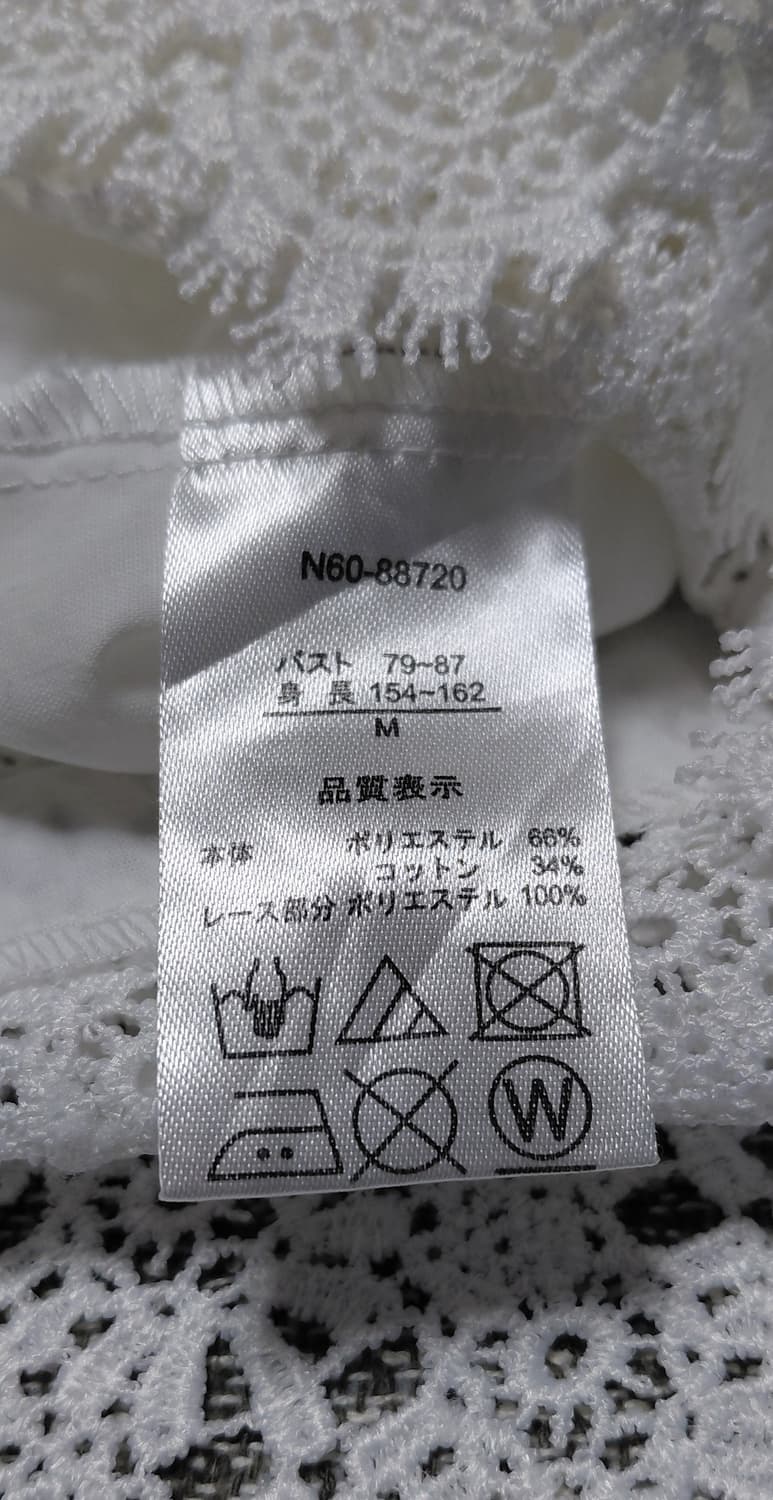 N60-88720
バスト 79~87
身 長 154~162
M
品質表示
本体 ポリエステル 66%
コットン 34%
レース部分 ポリエステル 100%
W